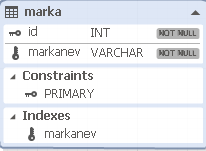 marka
id INT NOT NULL
markanev VARCHAR NOT NULL
Constraints
PRIMARY
Indexes
markanev